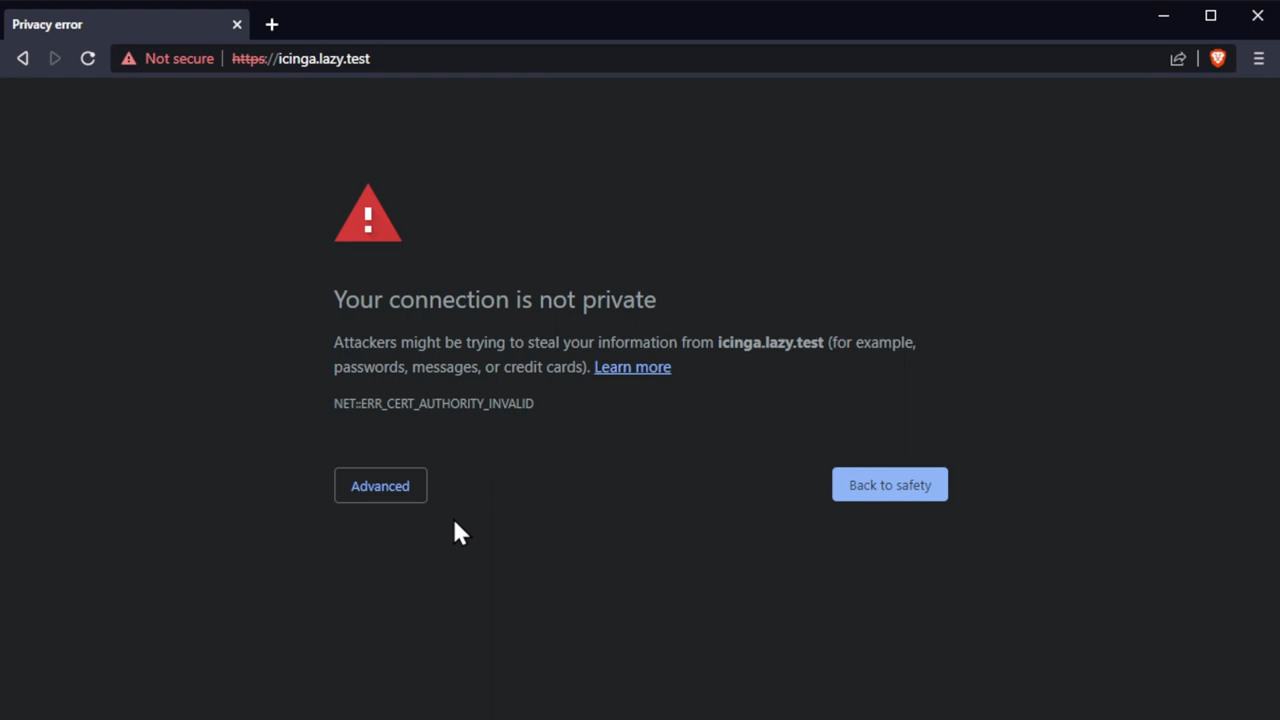 Privacy error
Not secure https://icinga.lazy.test
Your connection is not private
Attackers might be trying to steal your information from icinga.lazy.test (for example,
passwords, messages, or credit cards). Learn more
NET::ERR_CERT_AUTHORITY_INVALID
Advanced
Back to safety